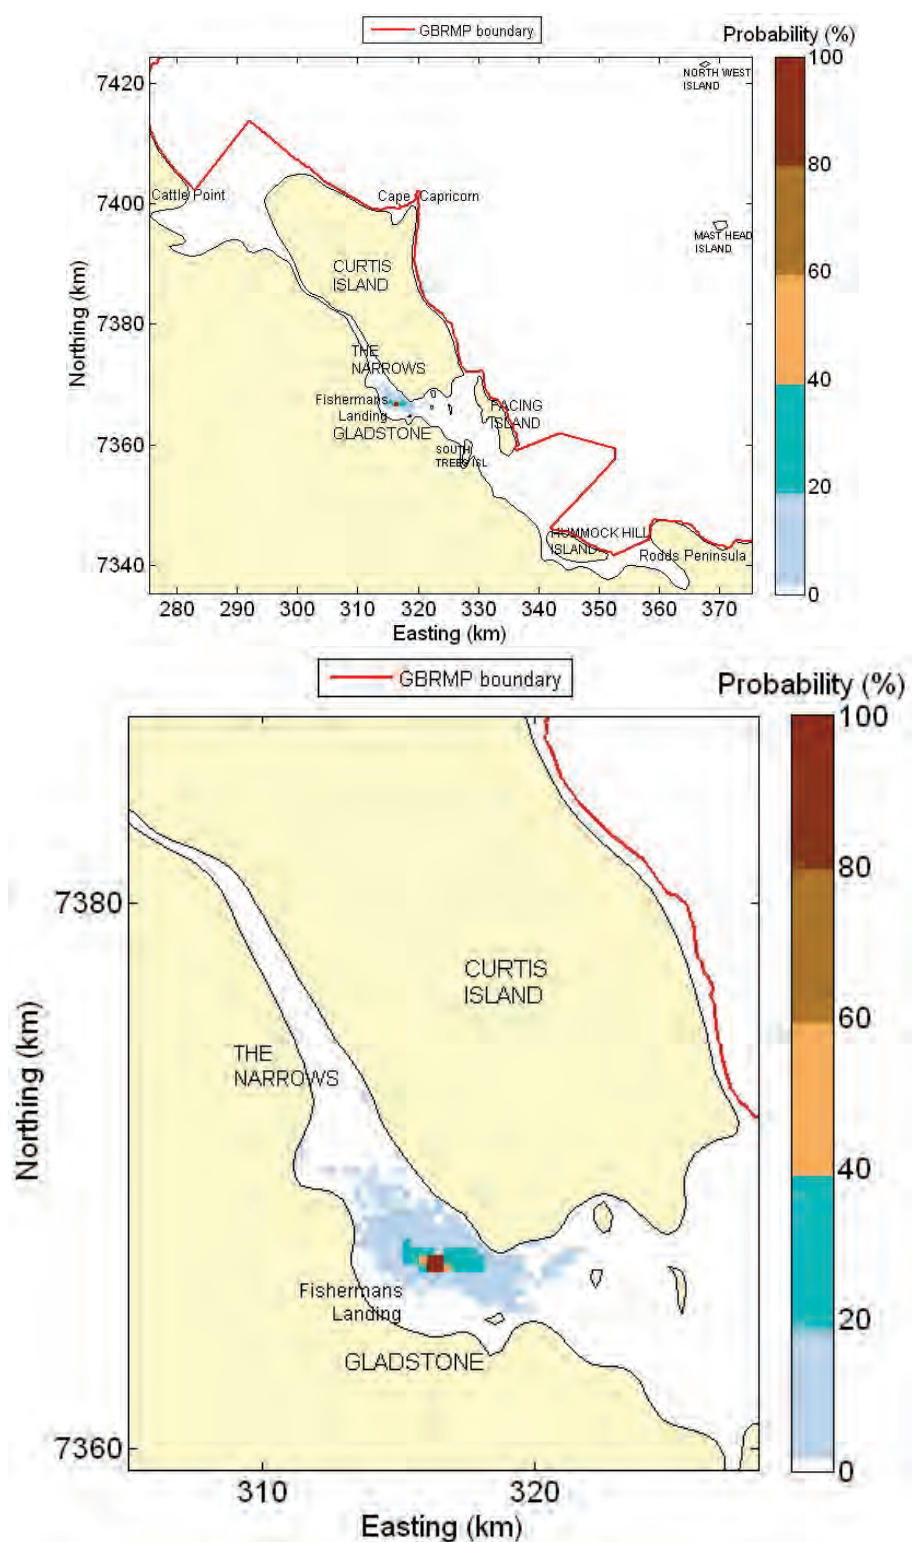 GBRMP boundary
Probability (%)
100
80
60
40
20
0
7420
7400
7380
7360
7340
Northing (km)
NORTH WEST
ISLAND
Cattle Point
Cape Capricorn
MAST HEAD
ISLAND
CURTIS
ISLAND
THE
NARROWS
Fishermans
Landing
GLADSTONE
FACING
ISLAND
SOUTH
TREES ISL
HUMMOCK HILL
ISLAND
Rodds Peninsula
280 290 300 310 320 330 340 350 360 370
Easting (km)
GBRMP boundary
Probability (%)
100
80
60
40
20
0
7380
7360
Northing (km)
CURTIS
ISLAND
THE
NARROWS
Fishermans
Landing
GLADSTONE
310 320
Easting (km)